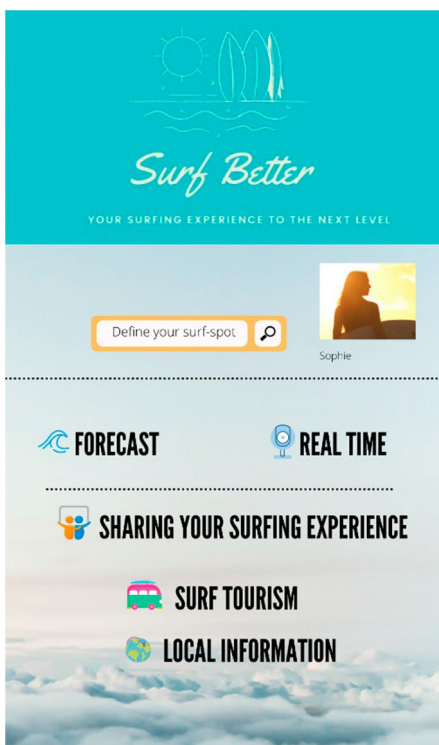 Surf Better
YOUR SURFING EXPERIENCE TO THE NEXT LEVEL
Define your surf-spot
Sophie
FORECAST
REAL TIME
SHARING YOUR SURFING EXPERIENCE
SURF TOURISM
LOCAL INFORMATION